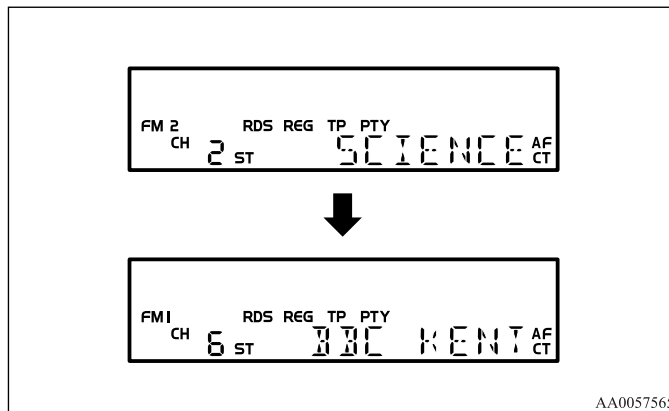 FM 2 RDS REG TP PTY
CH 2 ST SCIENCE AF CT
FM1 RDS REG TP PTY
CH 6 ST BBC KENT AF CT
AA0057562